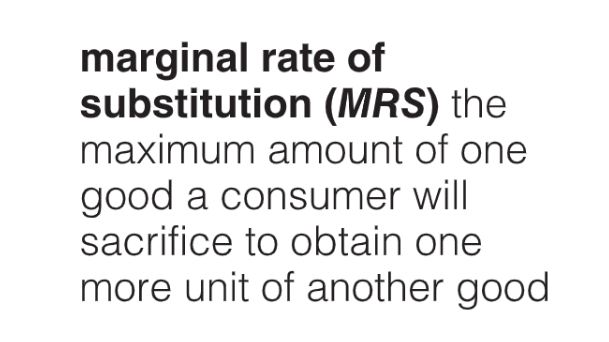 marginal rate of
substitution (MRS) the
maximum amount of one
good a consumer will
sacrifice to obtain one
more unit of another good